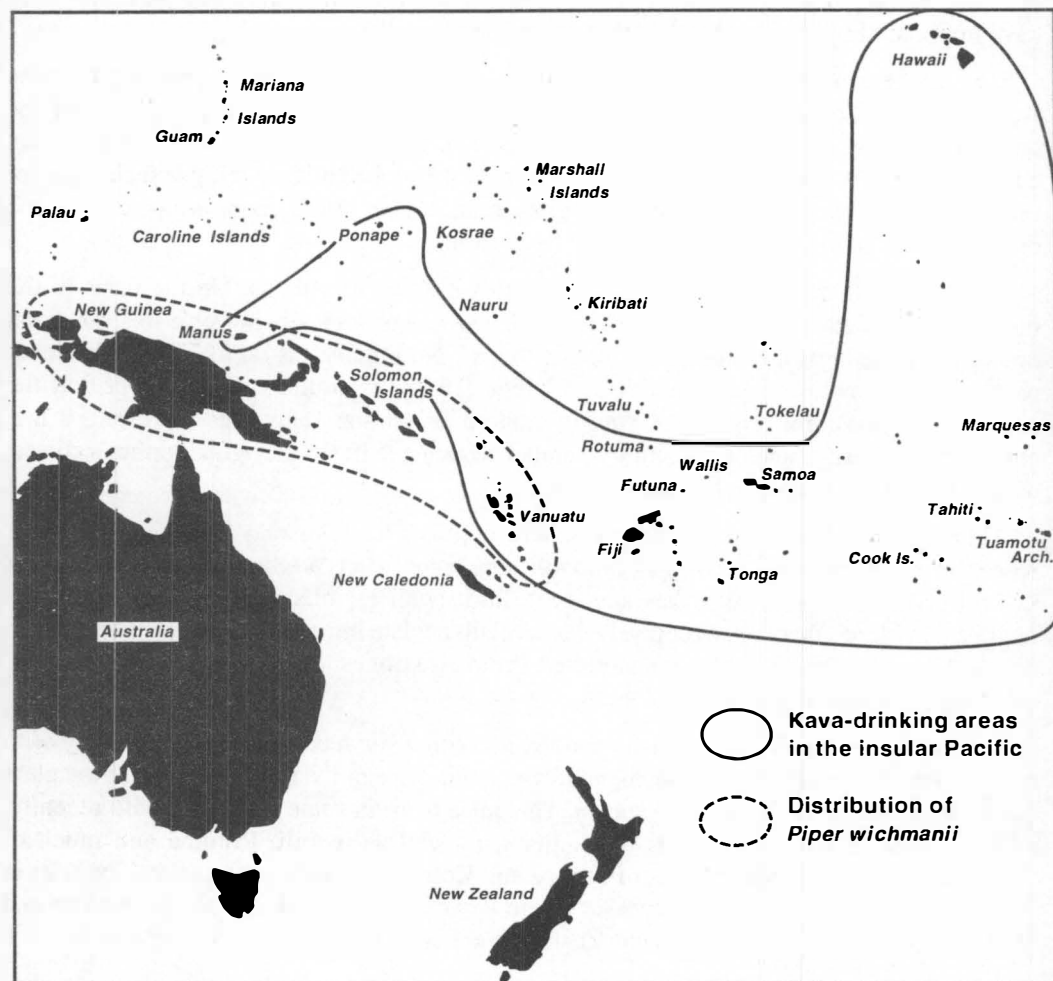 Hawaii
Mariana
Islands
Guam
Marshall
Islands
Palau
Caroline Islands
Ponape
Kosrae
New Guinea
Manus
Nauru
Kiribati
Solomon
Islands
Tuvalu
Tokelau
Rotuma
Marquesas
Wallis
Futuna
Samoa
Vanuatu
Tahiti
Fiji
Tuamotu
Arch.
Cook Is.
Tonga
New Caledonia
Australia
Kava-drinking areas
in the insular Pacific
Distribution of
Piper wichmanii
New Zealand